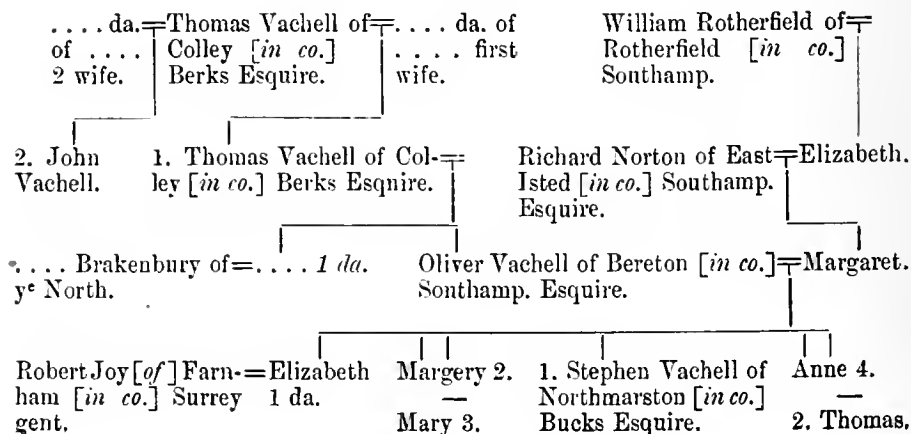 . . . . da. Thomas Vachell of . . . . da. of William Rotherfield of
of . . . . Colley [in co.] . . . . first Rotherfield [in co.]
2 wife. Berks Esquire. wife. Southamp.
2. John 1. Thomas Vachell of Col- Richard Norton of East Elizabeth.
Vachell. ley [in co.] Berks Esquire. Isted [in co.] Southamp.
Esquire.
. . . . Brakenbury of = . . . . 1 da. Oliver Vachell of Bereton [in co.] Margaret.
yᵉ North. Southamp. Esquire.
Robert Joy [of] Farn- = Elizabeth Margery 2. 1. Stephen Vachell of Anne 4.
ham [in co.] Surrey 1 da. — Northmarston [in co.] —
gent. Mary 3. Bucks Esquire. 2. Thomas.